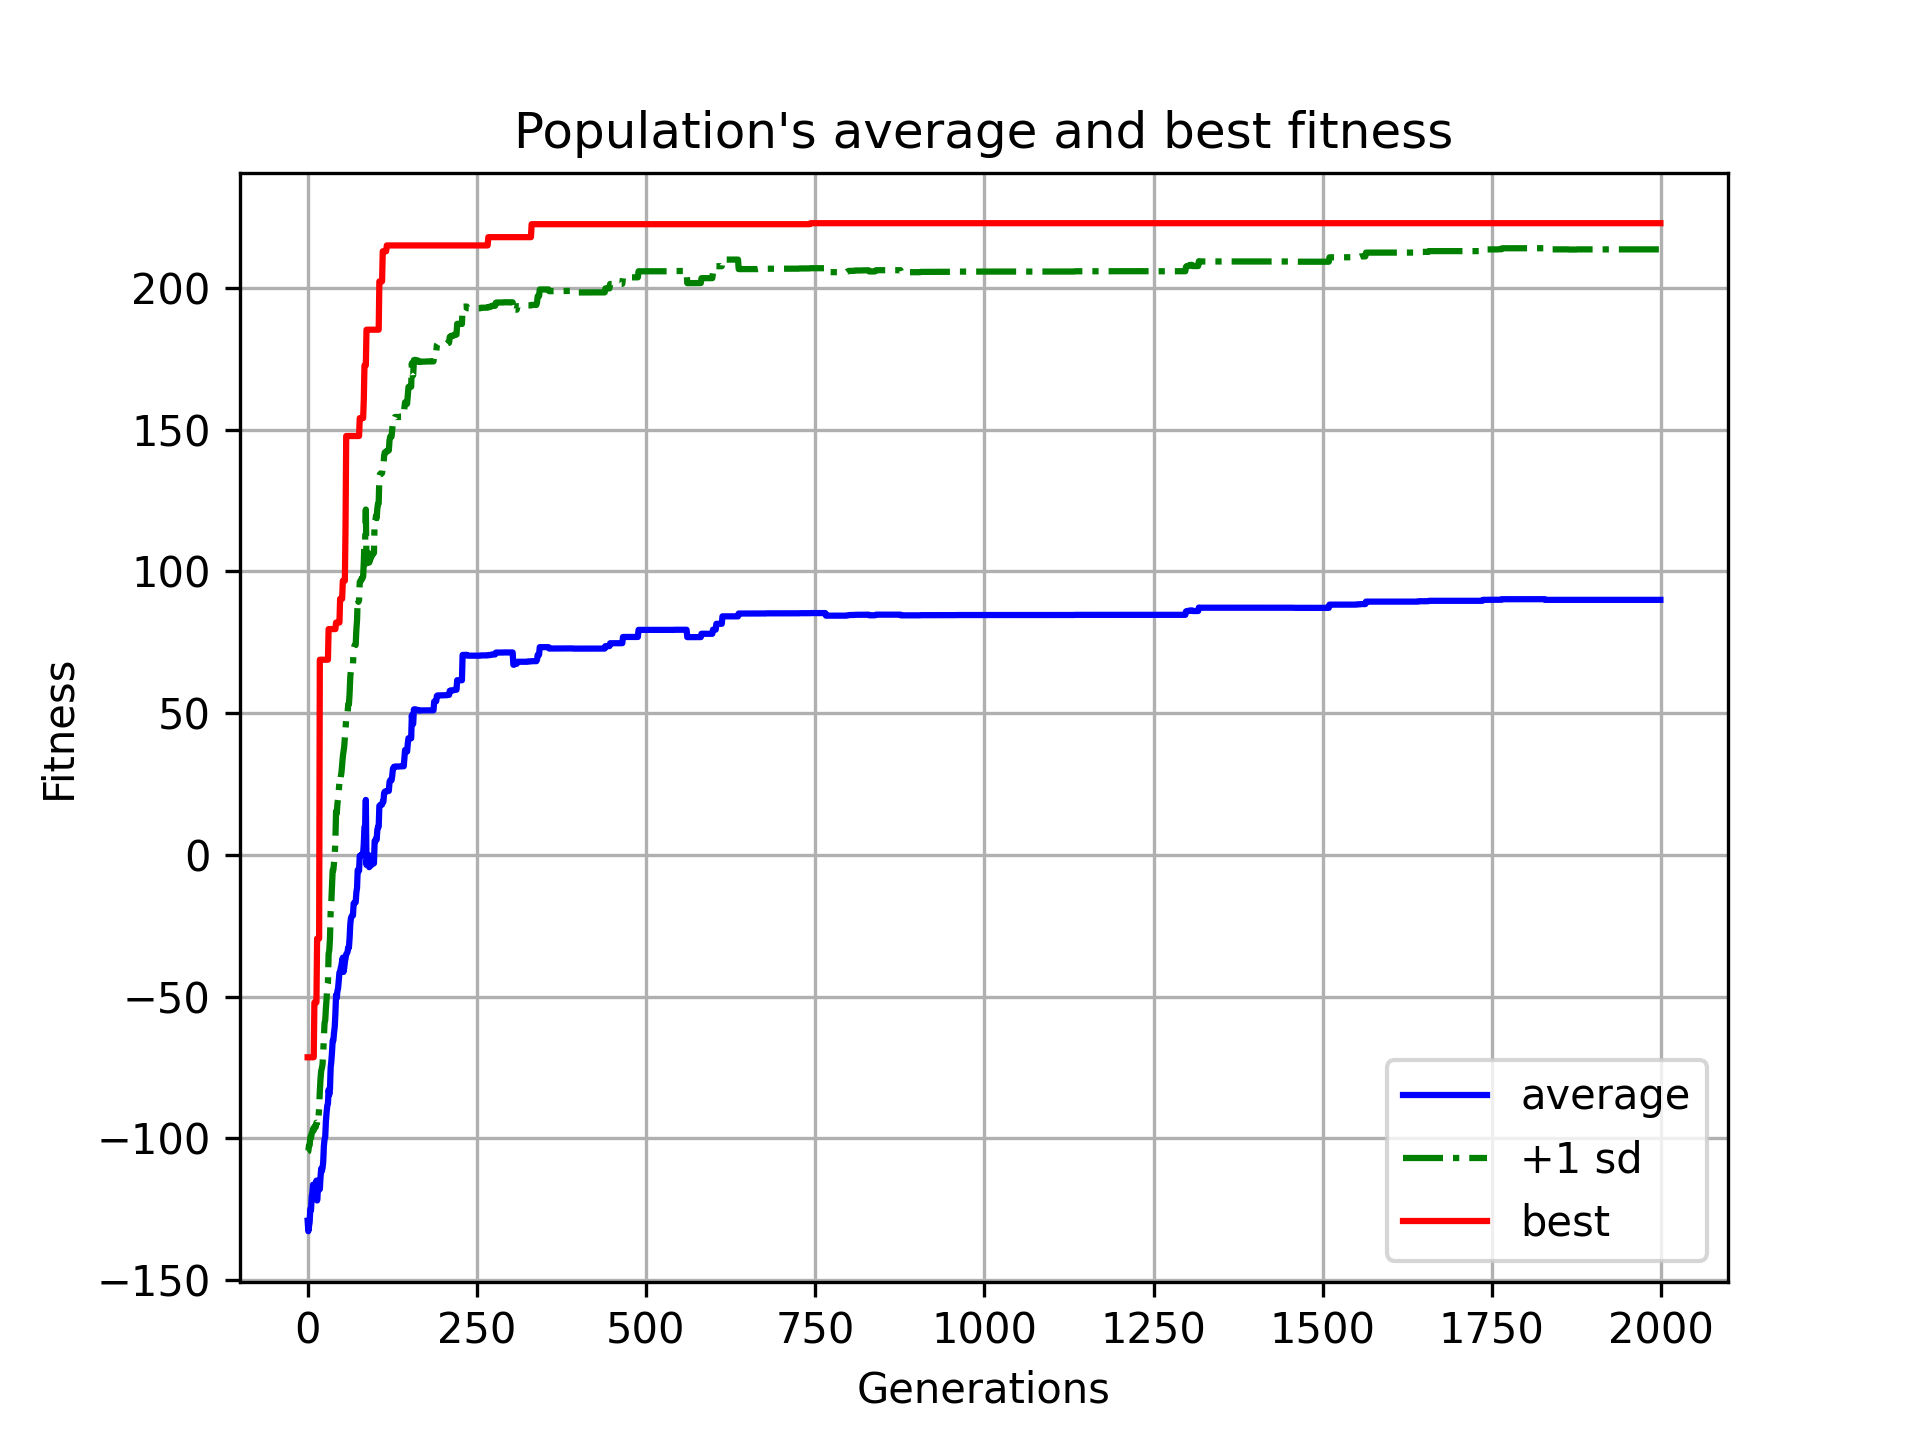 Population's average and best fitness
Fitness
200
150
100
50
0
−50
−100
−150
0 250 500 750 1000 1250 1500 1750 2000
Generations
average
+1 sd
best